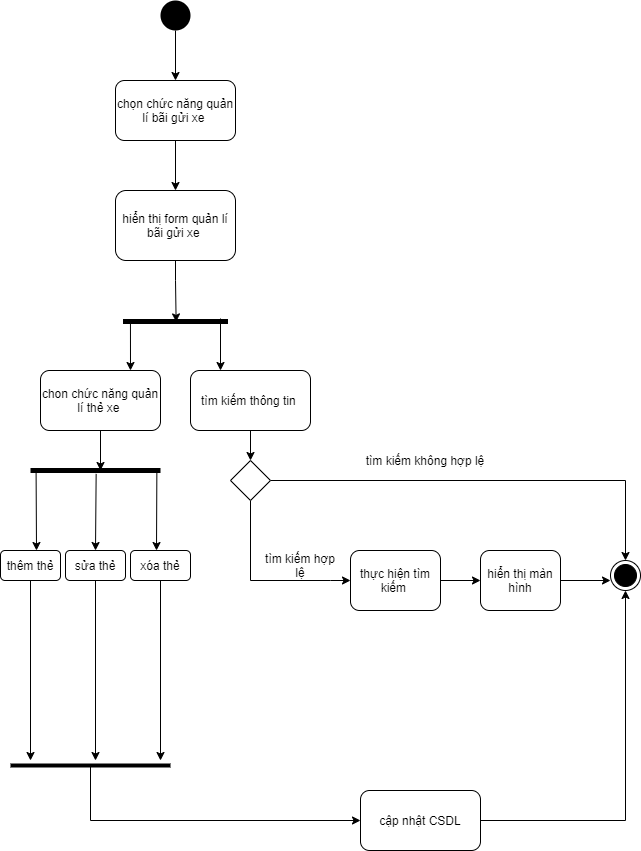 chọn chức năng quản
lí bãi gửi xe
hiển thị form quản lí
bãi gửi xe
chon chức năng quản
lí thẻ xe
tìm kiếm thông tin
tìm kiếm không hợp lệ
thêm thẻ
sửa thẻ
xóa thẻ
tìm kiếm hợp
lệ
thực hiện tìm
kiếm
hiển thị màn
hình
cập nhật CSDL